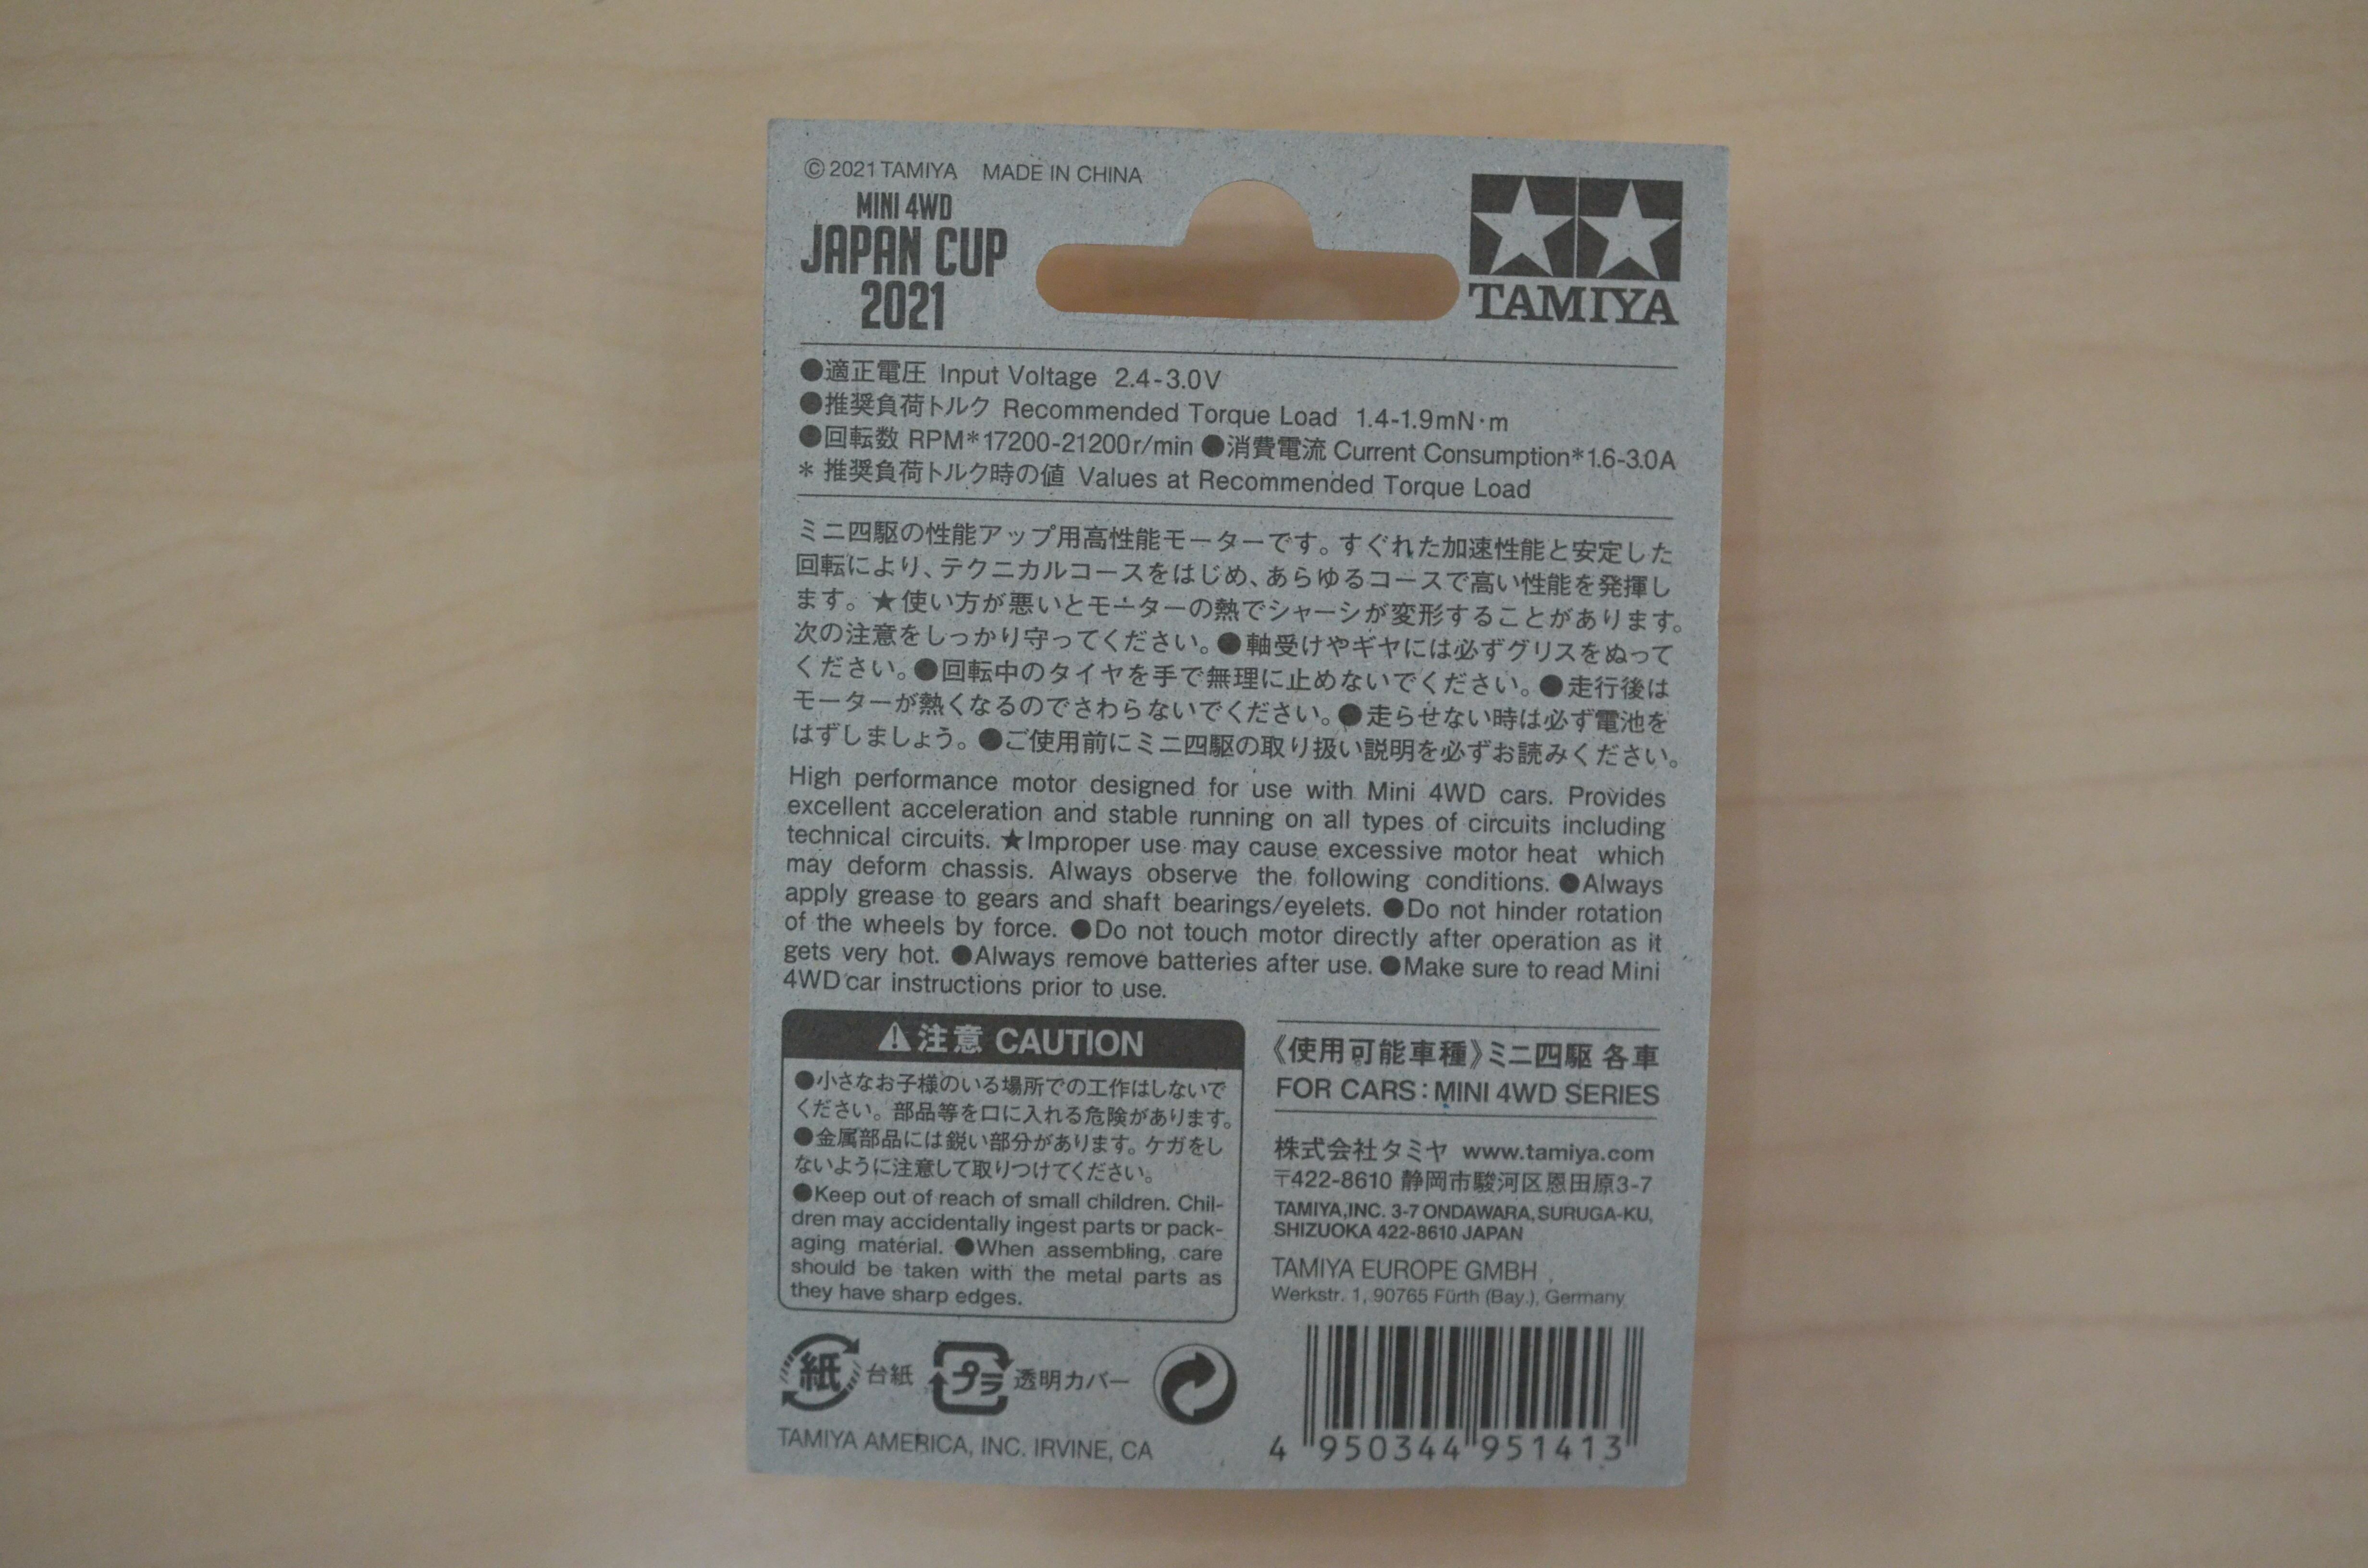 ©2021 TAMIYA MADE IN CHINA
MINI 4WD
JAPAN CUP
2021
TAMIYA
●適正電圧 Input Voltage 2.4-3.0V
●推奨負荷トルク Recommended Torque Load 1.4-1.9mN·m
●回転数 RPM*17200-21200r/min ●消費電流 Current Consumption*1.6-3.0A
* 推奨負荷トルク時の値 Values at Recommended Torque Load
ミニ四駆の性能アップ用高性能モーターです。すぐれた加速性能と安定した
回転により、テクニカルコースをはじめ、あらゆるコースで高い性能を発揮し
ます。★使い方が悪いとモーターの熱でシャーシが変形することがあります。
次の注意をしっかり守ってください。●軸受けやギヤには必ずグリスをぬって
ください。●回転中のタイヤを手で無理に止めないでください。●走行後は
モーターが熱くなるのでさわらないでください。●走らせない時は必ず電池を
はずしましょう。●ご使用前にミニ四駆の取り扱い説明を必ずお読みください。
High performance motor designed for use with Mini 4WD cars. Provides
excellent acceleration and stable running on all types of circuits including
technical circuits. ★Improper use may cause excessive motor heat which
may deform chassis. Always observe the following conditions. ●Always
apply grease to gears and shaft bearings/eyelets. ●Do not hinder rotation
of the wheels by force. ●Do not touch motor directly after operation as it
gets very hot. ●Always remove batteries after use. ●Make sure to read Mini
4WD car instructions prior to use.
注意 CAUTION
●小さなお子様のいる場所での工作はしないで
ください。部品等を口に入れる危険があります。
●金属部品には鋭い部分があります。ケガをし
ないように注意して取りつけてください。
●Keep out of reach of small children. Chil-
dren may accidentally ingest parts or pack-
aging material. ●When assembling, care
should be taken with the metal parts as
they have sharp edges.
《使用可能車種》ミニ四駆 各車
FOR CARS : MINI 4WD SERIES
株式会社タミヤ www.tamiya.com
〒422-8610 静岡市駿河区恩田原3-7
TAMIYA,INC. 3-7 ONDAWARA, SURUGA-KU,
SHIZUOKA 422-8610 JAPAN
TAMIYA EUROPE GMBH
Werkstr. 1, 90765 Fürth (Bay.), Germany
紙 台紙 プラ 透明カバー
TAMIYA AMERICA, INC. IRVINE, CA
4 950344 951413